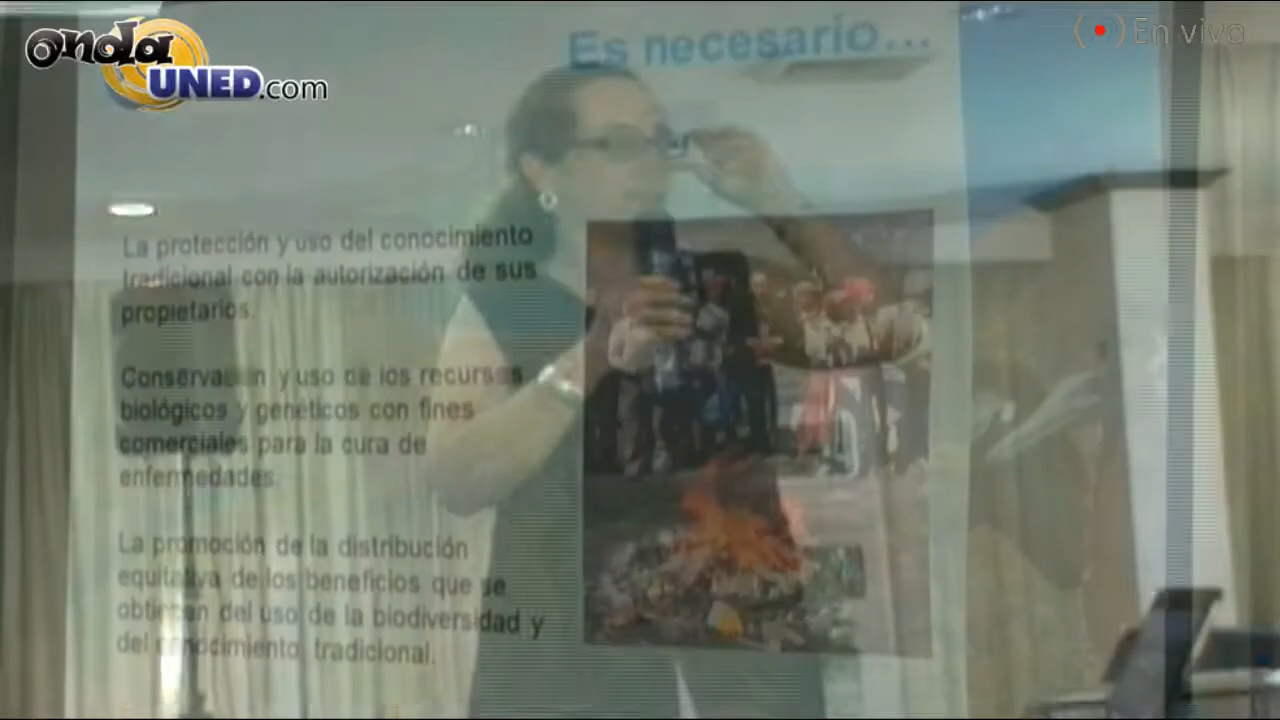 onda
UNED.com
Es necesario...
En vivo
La protección y uso del conocimiento
tradicional con la autorización de sus
propietarios.
Conservación y uso de los recursos
biológicos y genéticos con fines
comerciales para la cura de
enfermedades.
La promoción de la distribución
equitativa de los beneficios que se
obtienen del uso de la biodiversidad y
del conocimiento tradicional.